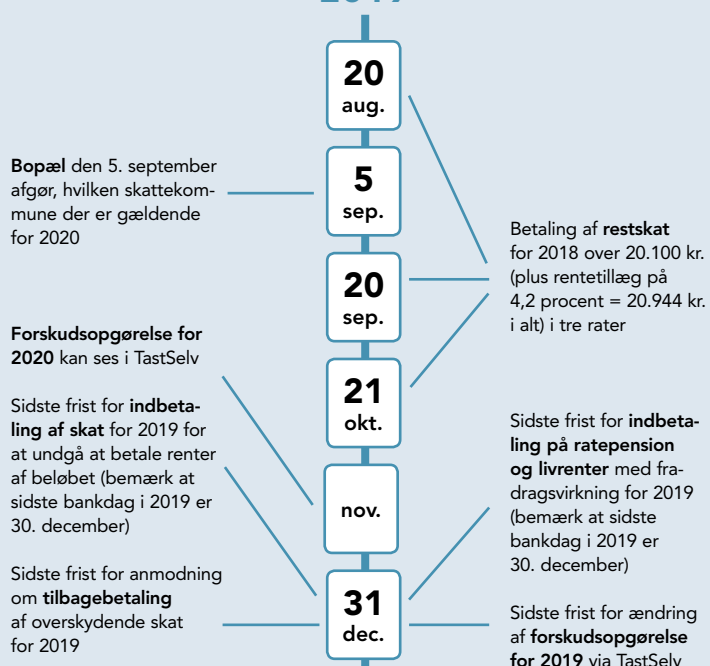 20
aug.
Bopæl den 5. september
afgør, hvilken skattekom-
mune der er gældende
for 2020
5
sep.
Betaling af restskat
for 2018 over 20.100 kr.
(plus rentetillæg på
4,2 procent = 20.944 kr.
i alt) i tre rater
20
sep.
Forskudsopgørelse for
2020 kan ses i TastSelv
21
okt.
Sidste frist for indbeta-
ling af skat for 2019 for
at undgå at betale renter
af beløbet (bemærk at
sidste bankdag i 2019 er
30. december)
Sidste frist for indbeta-
ling på ratepension
og livrenter med fra-
dragsvirkning for 2019
(bemærk at sidste
bankdag i 2019 er
30. december)
nov.
Sidste frist for anmodning
om tilbagebetaling
af overskydende skat
for 2019
31
dec.
Sidste frist for ændring
af forskudsopgørelse
for 2019 via TastSelv